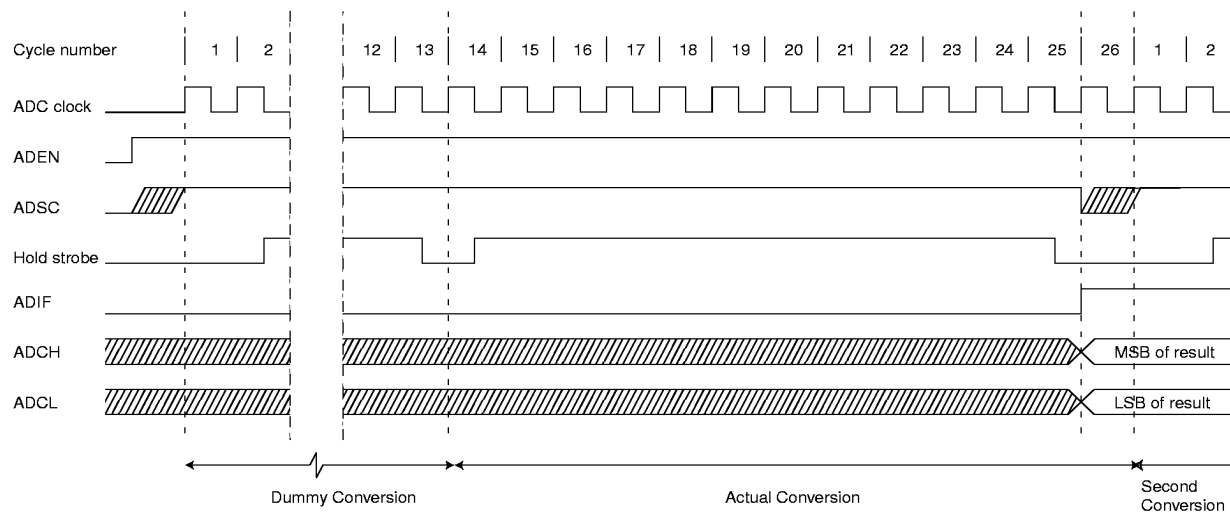 Cycle number 1 2 12 13 14 15 16 17 18 19 20 21 22 23 24 25 26 1 2
ADC clock
ADEN
ADSC
Hold strobe
ADIF
ADCH MSB of result
ADCL LSB of result
Dummy Conversion Actual Conversion Second
Conversion